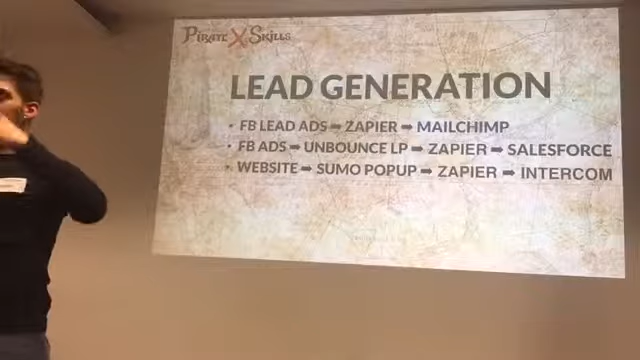 PIRATE X SKILLS
LEAD GENERATION
• FB LEAD ADS ➡ ZAPIER ➡ MAILCHIMP
• FB ADS ➡ UNBOUNCE LP ➡ ZAPIER ➡ SALESFORCE
• WEBSITE ➡ SUMO POPUP ➡ ZAPIER ➡ INTERCOM